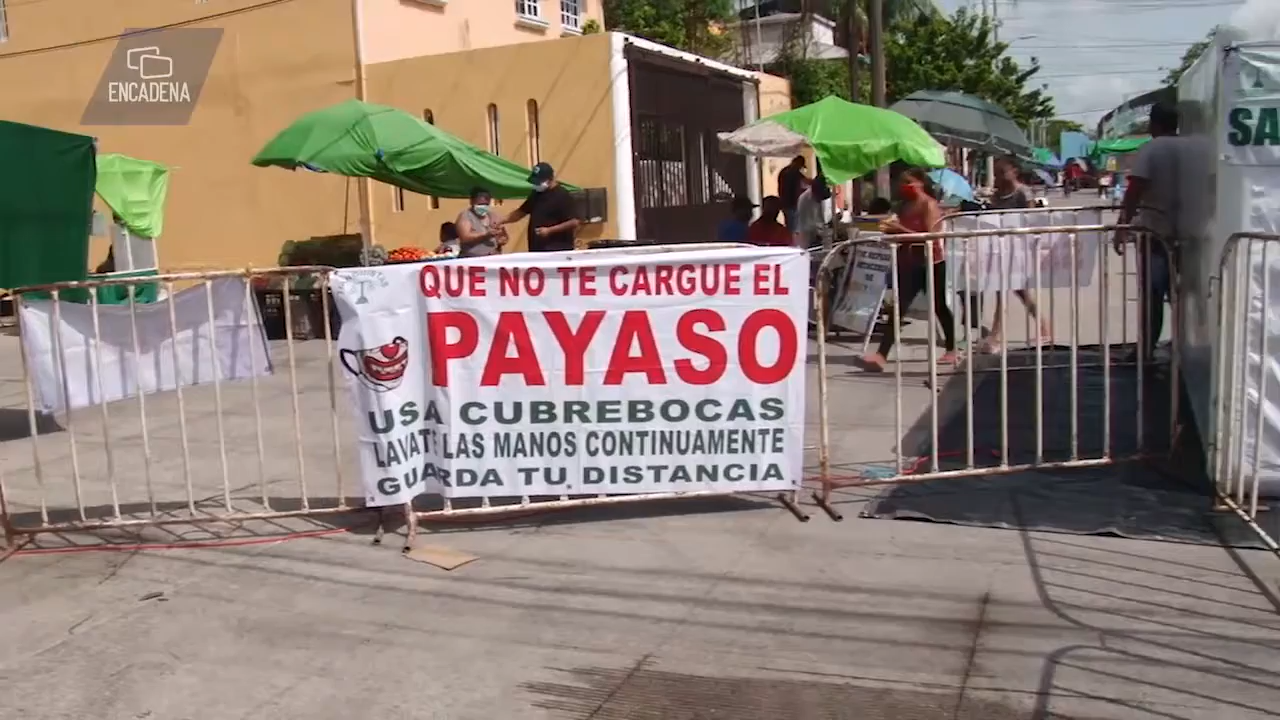 ENCADENA
SA
QUE NO TE CARGUE EL
PAYASO
USA CUBREBOCAS
LAVATE LAS MANOS CONTINUAMENTE
GUARDA TU DISTANCIA